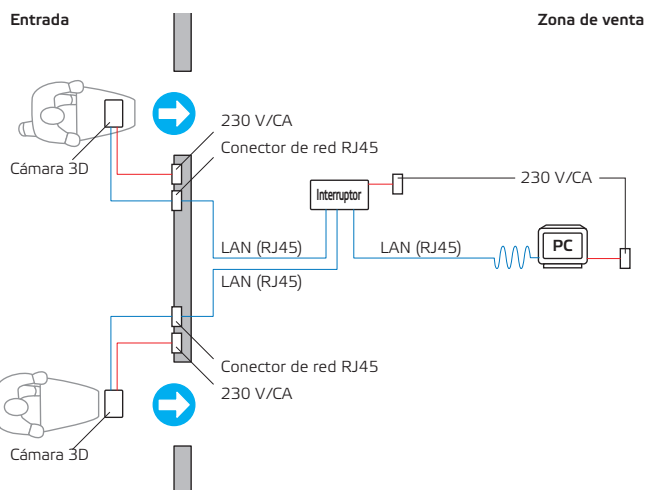 Entrada
Zona de venta
230 V/CA
Conector de red RJ45
Cámara 3D
Interruptor
230 V/CA
LAN (RJ45)
LAN (RJ45)
PC
LAN (RJ45)
Conector de red RJ45
230 V/CA
Cámara 3D